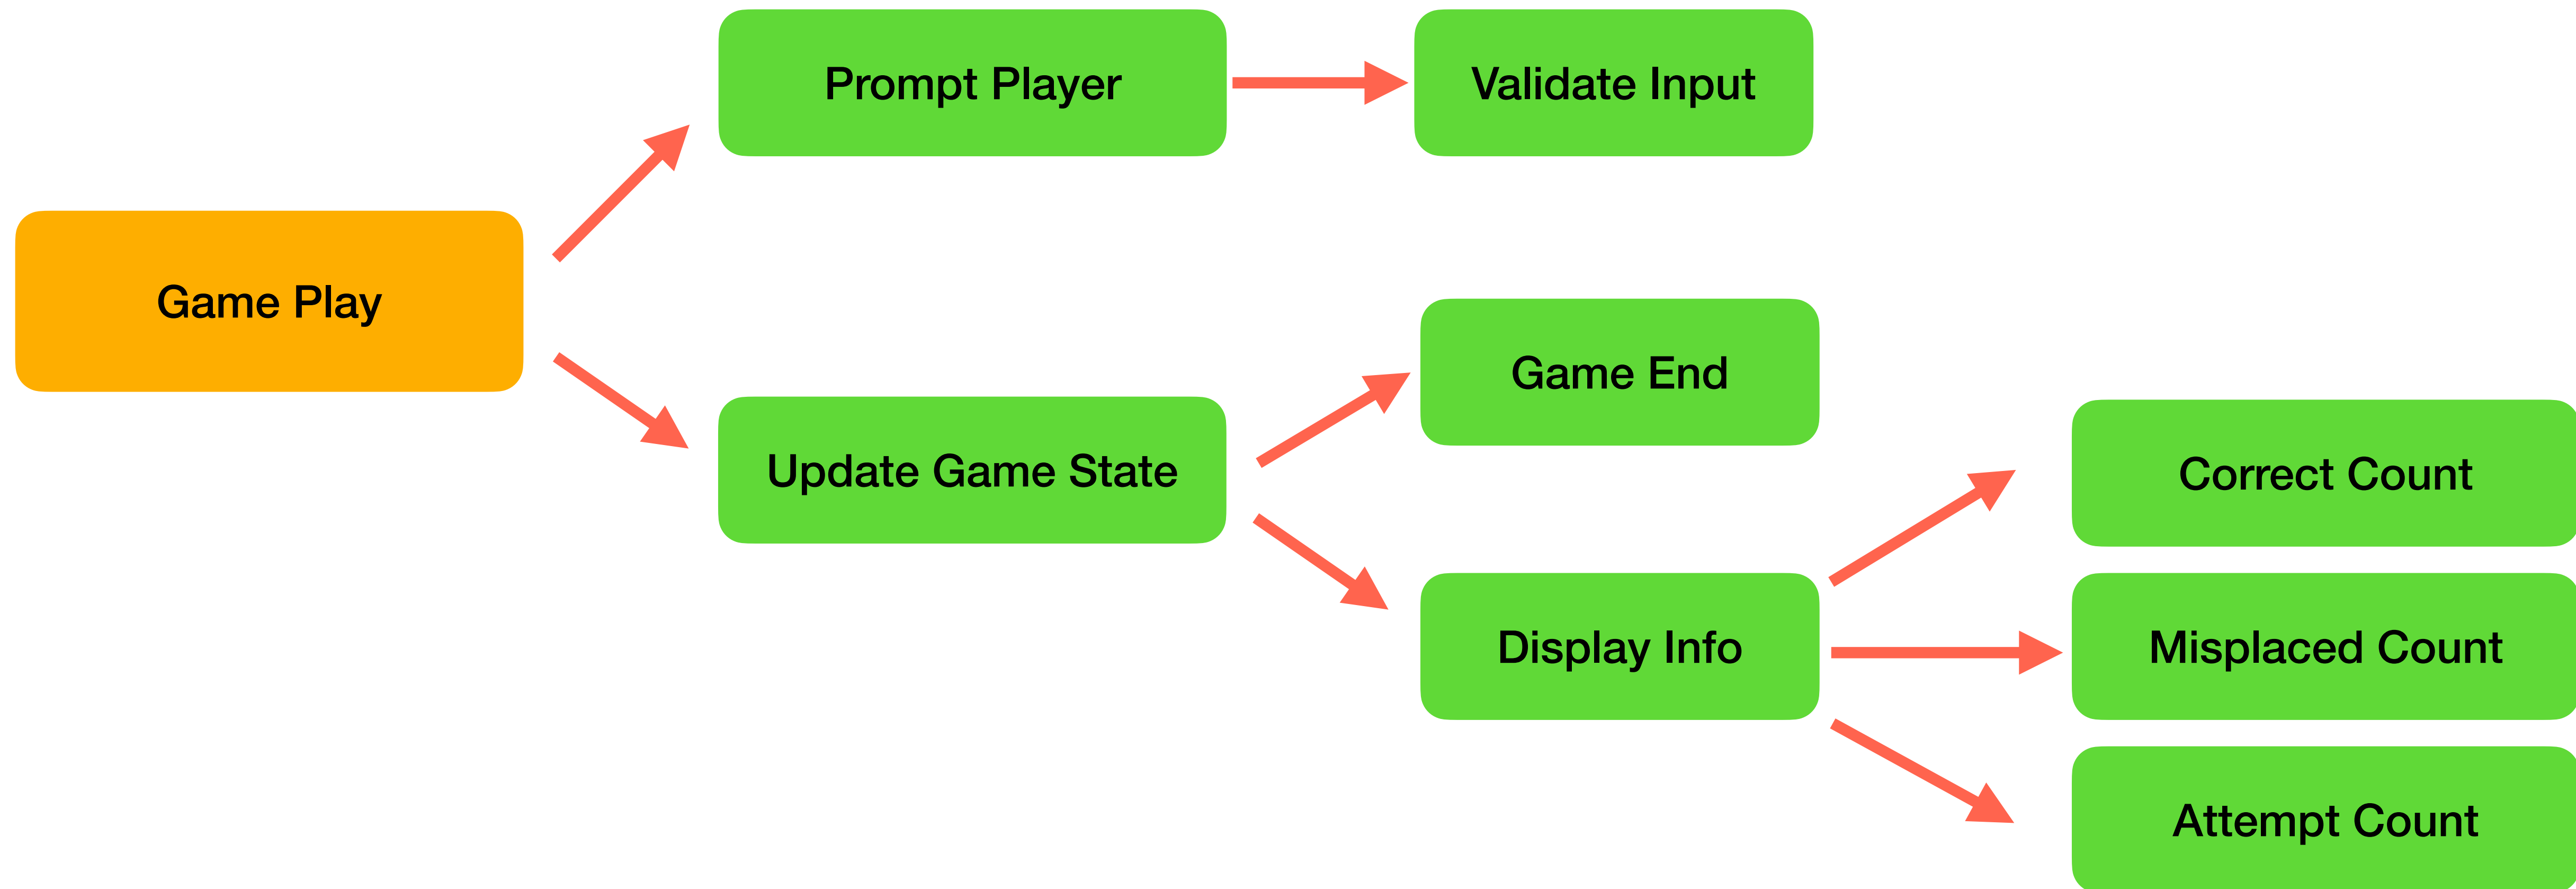 Prompt Player
Validate Input
Game Play
Game End
Update Game State
Correct Count
Display Info
Misplaced Count
Attempt Count